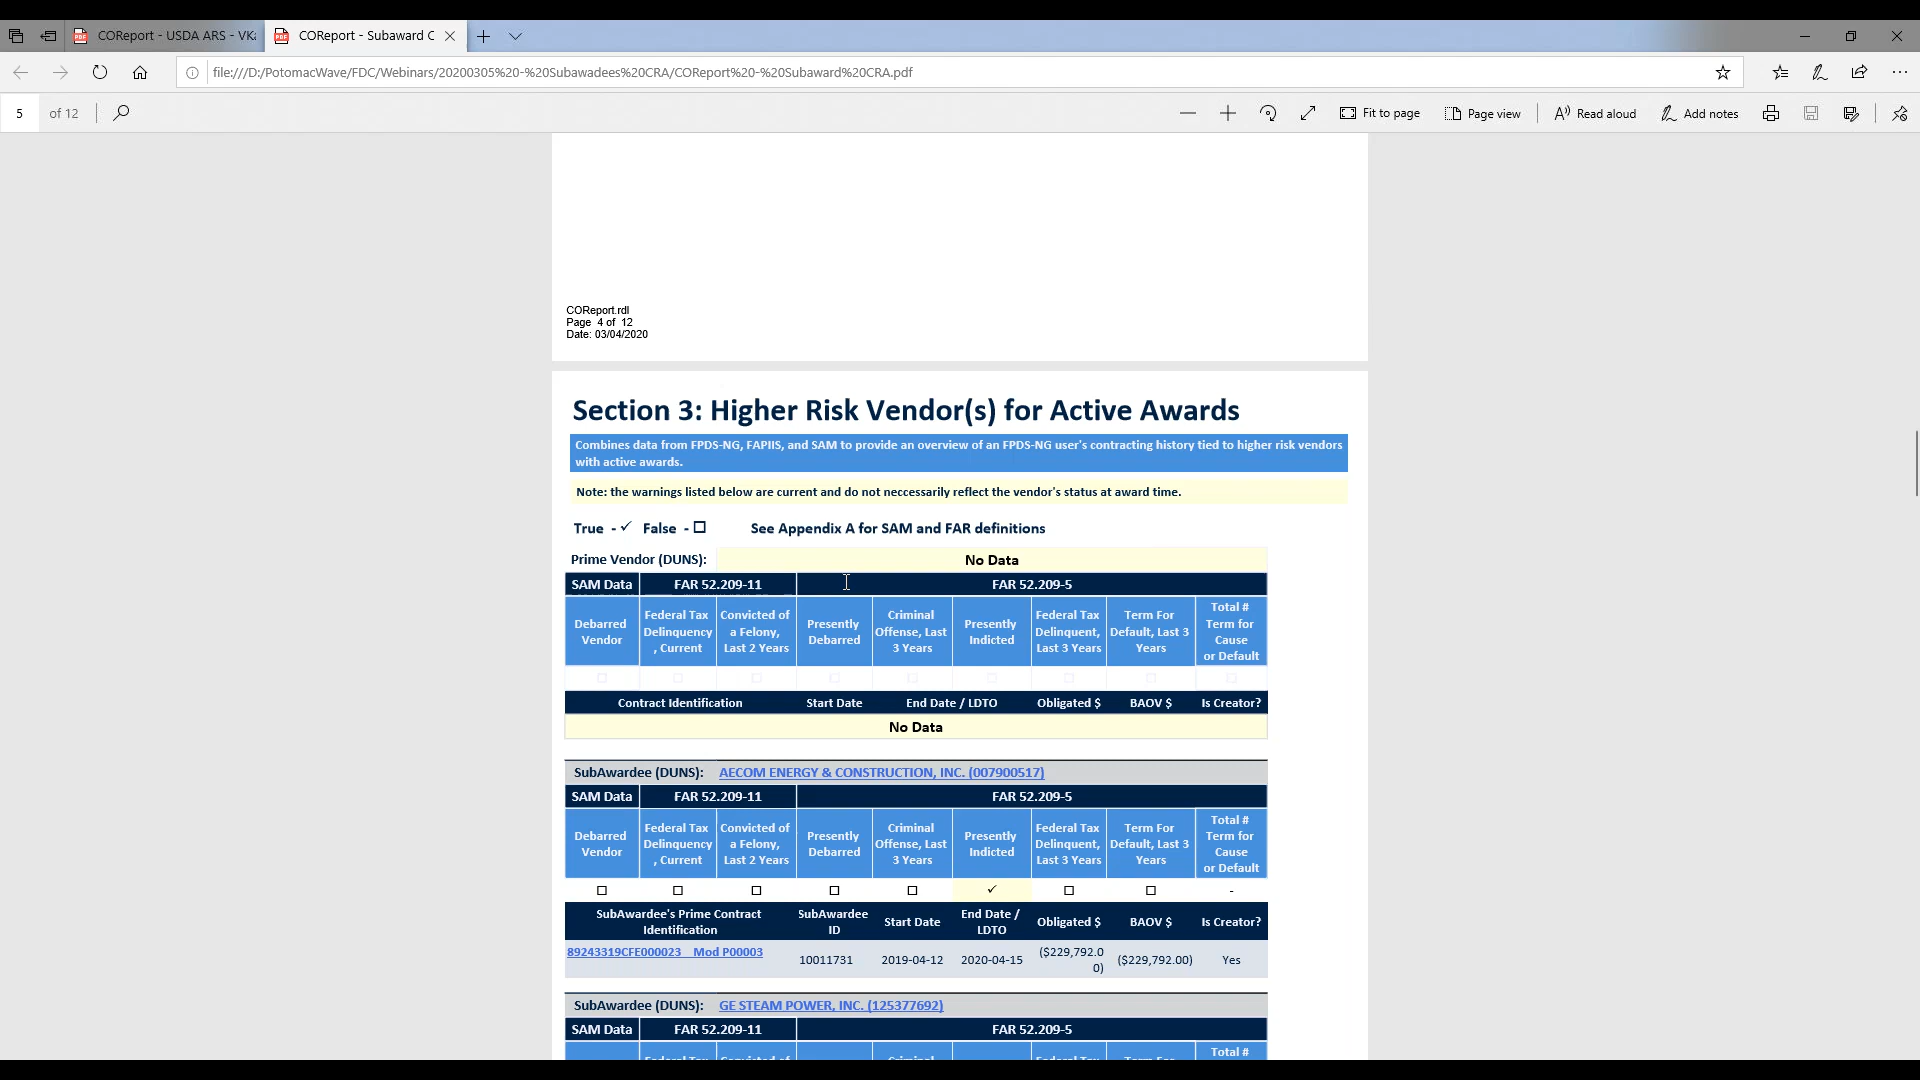 COReport - USDA ARS - VKa
COReport - Subaward C
file:///D:/PotomacWave/FDC/Webinars/20200305%20-%20Subawadees%20CRA/COReport%20-%20Subaward%20CRA.pdf
5 of 12
Fit to page
Page view
Read aloud
Add notes
COReport.rdl
Page 4 of 12
Date: 03/04/2020
Section 3: Higher Risk Vendor(s) for Active Awards
Combines data from FPDS-NG, FAPIIS, and SAM to provide an overview of an FPDS-NG user's contracting history tied to higher risk vendors
with active awards.
Note: the warnings listed below are current and do not neccessarily reflect the vendor's status at award time.
True - ✓ False - ☐ See Appendix A for SAM and FAR definitions
Prime Vendor (DUNS): No Data
SAM Data FAR 52.209-11 FAR 52.209-5
Debarred Vendor
Federal Tax Delinquency , Current
Convicted of a Felony, Last 2 Years
Presently Debarred
Criminal Offense, Last 3 Years
Presently Indicted
Federal Tax Delinquent, Last 3 Years
Term For Default, Last 3 Years
Total # Term for Cause or Default
☐ ☐ ☐ ☐ ☐ ☐ ☐ ☐ ☐
Contract Identification Start Date End Date / LDTO Obligated $ BAOV $ Is Creator?
No Data
SubAwardee (DUNS): AECOM ENERGY & CONSTRUCTION, INC. (007900517)
SAM Data FAR 52.209-11 FAR 52.209-5
Debarred Vendor
Federal Tax Delinquency , Current
Convicted of a Felony, Last 2 Years
Presently Debarred
Criminal Offense, Last 3 Years
Presently Indicted
Federal Tax Delinquent, Last 3 Years
Term For Default, Last 3 Years
Total # Term for Cause or Default
☐ ☐ ☐ ☐ ☐ ✓ ☐ ☐ -
SubAwardee's Prime Contract Identification
SubAwardee ID
Start Date
End Date / LDTO
Obligated $
BAOV $
Is Creator?
89243319CFE000023 Mod P00003 10011731 2019-04-12 2020-04-15 ($229,792.00) ($229,792.00) Yes
SubAwardee (DUNS): GE STEAM POWER, INC. (125377692)
SAM Data FAR 52.209-11 FAR 52.209-5
Total #